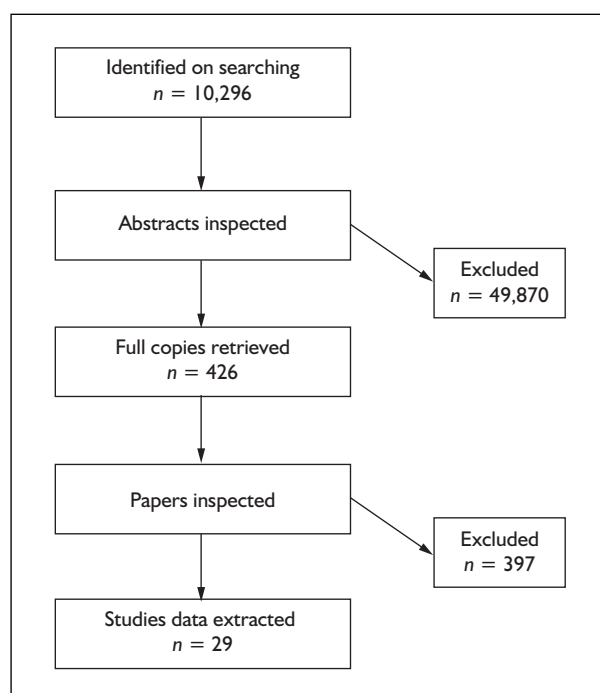 Identified on searching
n = 10,296
Abstracts inspected
Excluded
n = 49,870
Full copies retrieved
n = 426
Papers inspected
Excluded
n = 397
Studies data extracted
n = 29